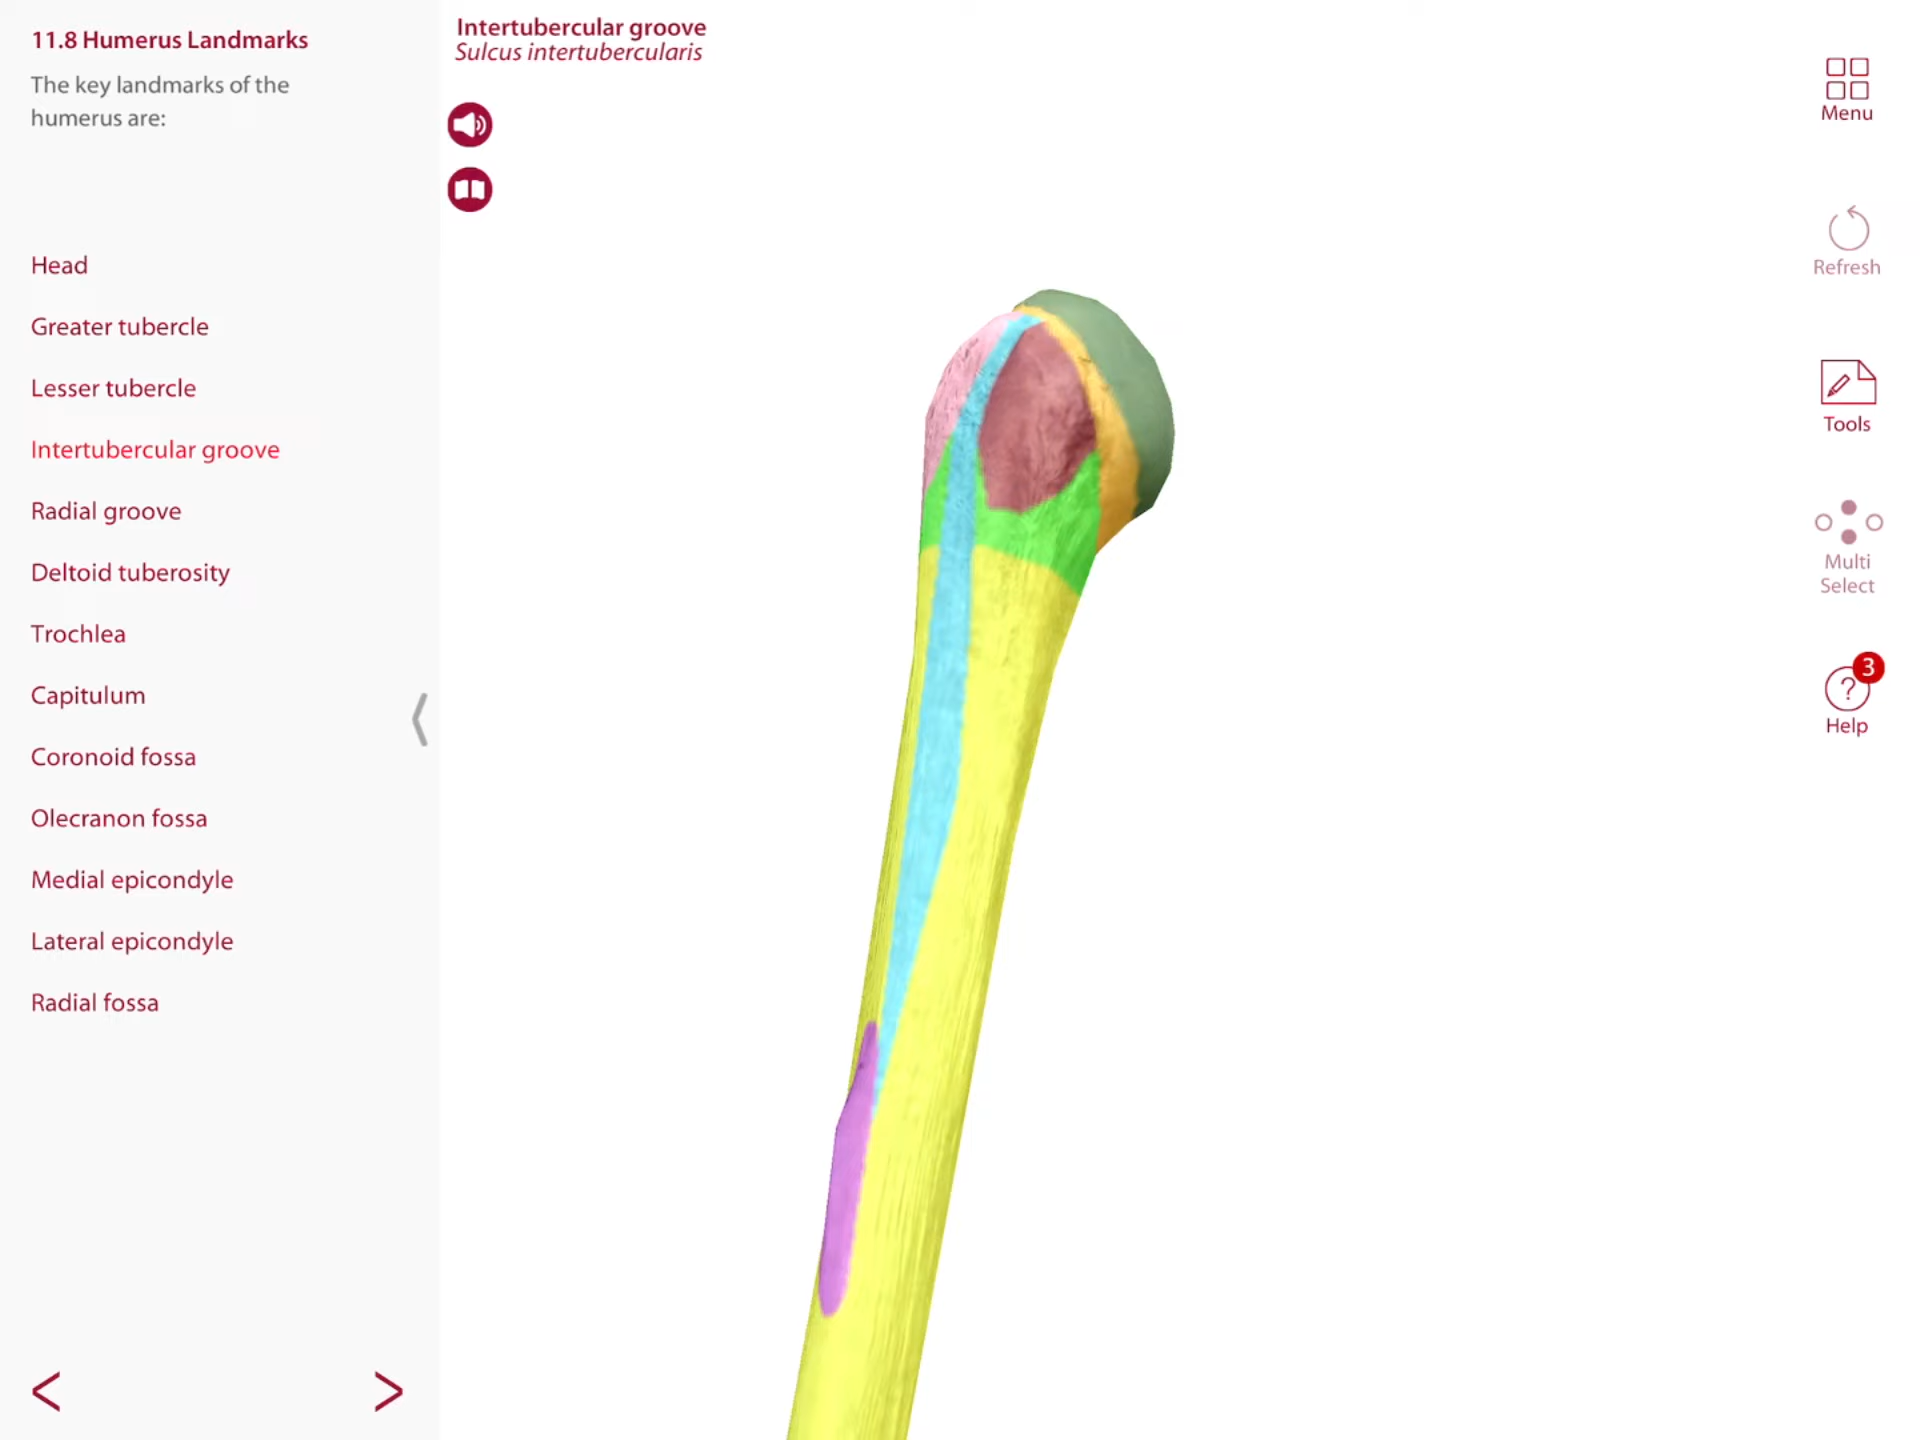 11.8 Humerus Landmarks
The key landmarks of the
humerus are:
Head
Greater tubercle
Lesser tubercle
Intertubercular groove
Radial groove
Deltoid tuberosity
Trochlea
Capitulum
Coronoid fossa
Olecranon fossa
Medial epicondyle
Lateral epicondyle
Radial fossa
Intertubercular groove
Sulcus intertubercularis
Menu
Refresh
Tools
Multi
Select
3
?
Help